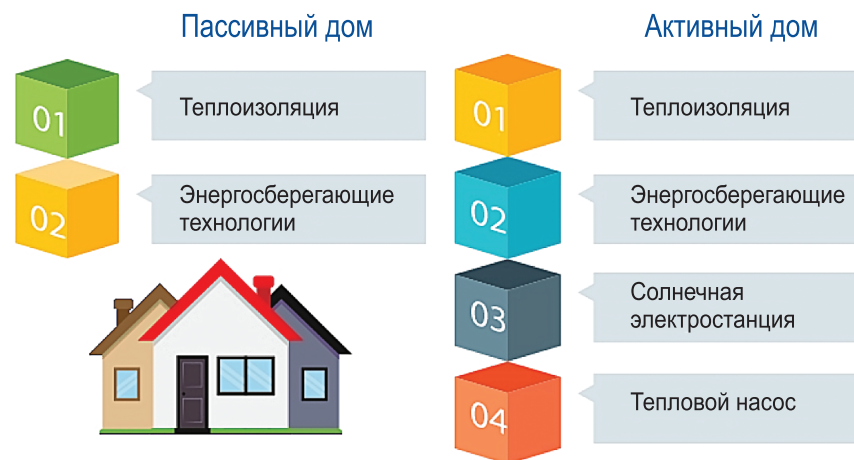 Пассивный дом
01
Теплоизоляция
02
Энергосберегающие
технологии
Активный дом
01
Теплоизоляция
02
Энергосберегающие
технологии
03
Солнечная
электростанция
04
Тепловой насос